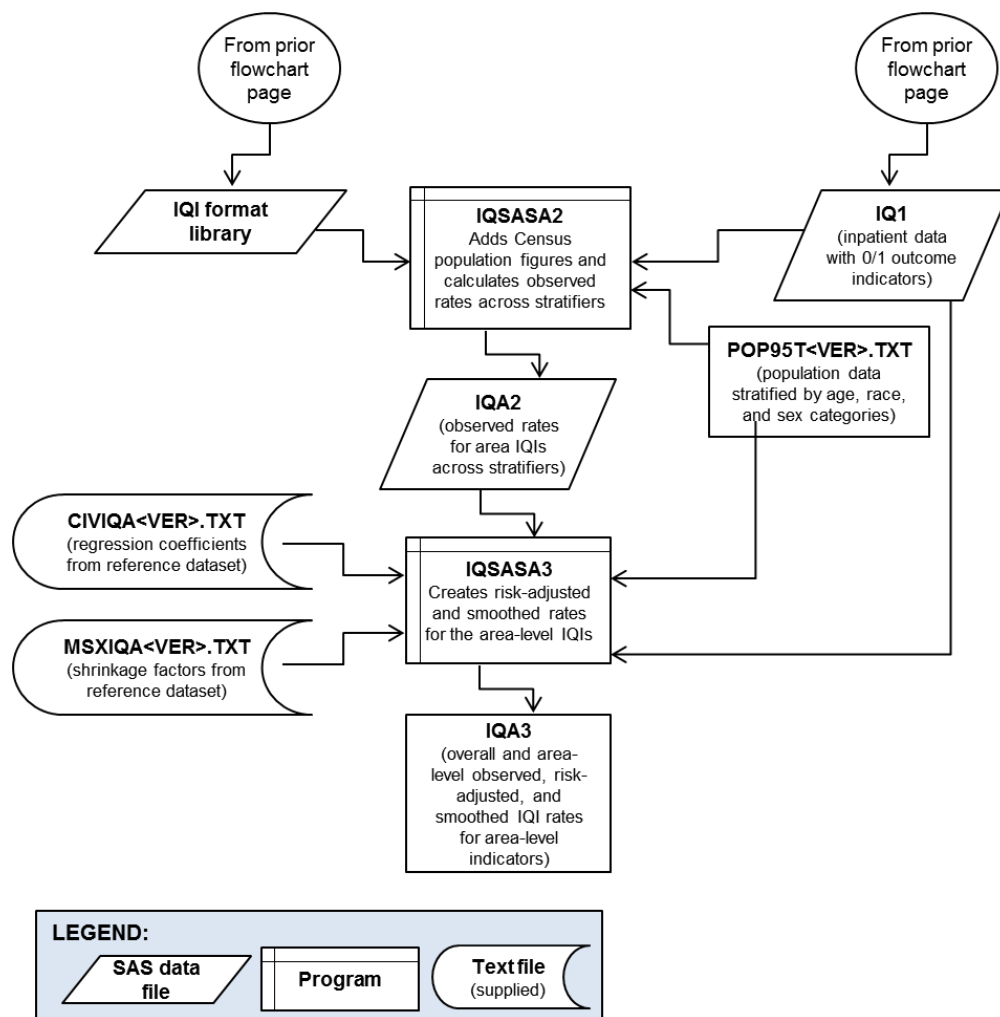 From prior
flowchart
page
From prior
flowchart
page
IQI format
library
IQSASA2
Adds Census
population figures and
calculates observed
rates across stratifiers
IQ1
(inpatient data
with 0/1 outcome
indicators)
POP95T<VER>.TXT
(population data
stratified by age, race,
and sex categories)
IQA2
(observed rates
for area IQIs
across stratifiers)
CIVIQA<VER>.TXT
(regression coefficients
from reference dataset)
IQSASA3
Creates risk-adjusted
and smoothed rates
for the area-level IQIs
MSXIQA<VER>.TXT
(shrinkage factors from
reference dataset)
IQA3
(overall and area-
level observed, risk-
adjusted, and
smoothed IQI rates
for area-level
indicators)
LEGEND:
SAS data
file
Program
Text file
(supplied)